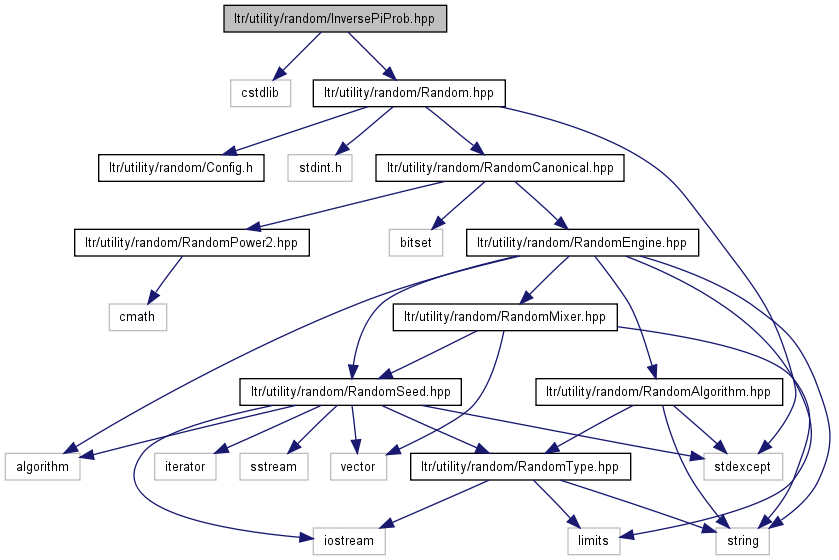 ltr/utility/random/InversePiProb.hpp
cstdlib
ltr/utility/random/Random.hpp
ltr/utility/random/Config.h
stdint.h
ltr/utility/random/RandomCanonical.hpp
ltr/utility/random/RandomPower2.hpp
bitset
ltr/utility/random/RandomEngine.hpp
cmath
ltr/utility/random/RandomMixer.hpp
ltr/utility/random/RandomSeed.hpp
ltr/utility/random/RandomAlgorithm.hpp
algorithm
iterator
sstream
vector
ltr/utility/random/RandomType.hpp
stdexcept
iostream
limits
string